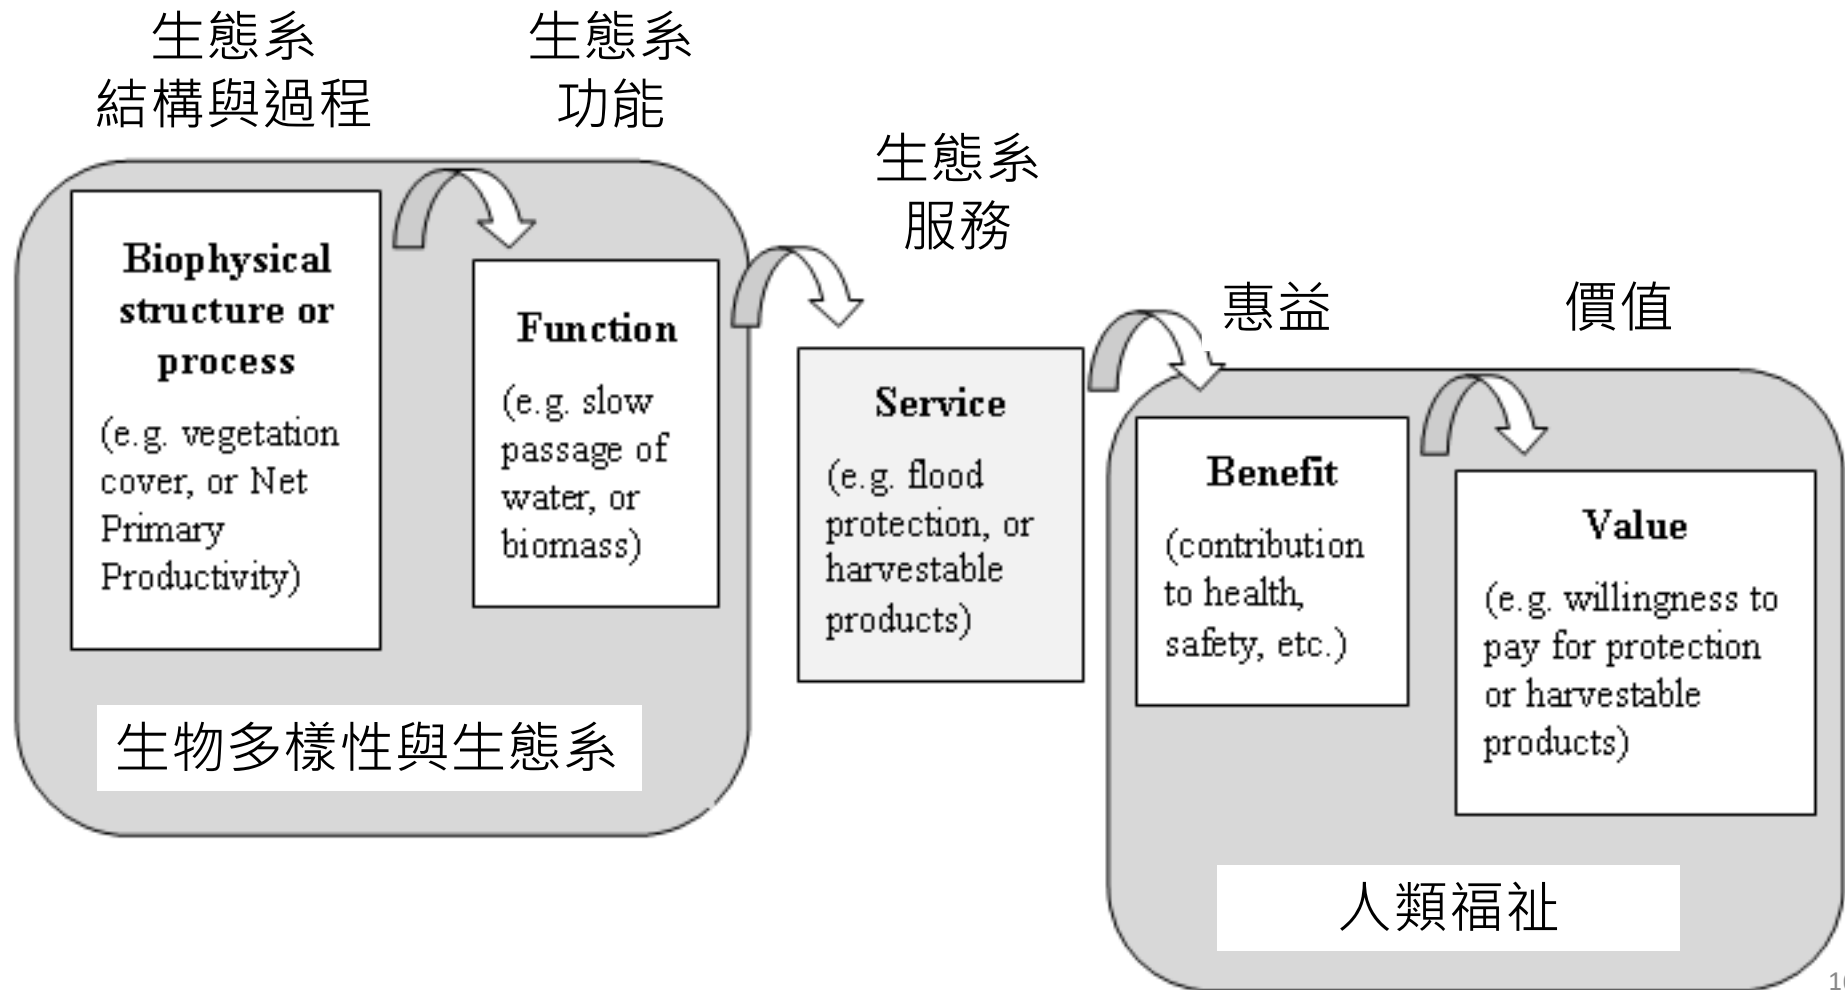 生態系
結構與過程
生態系
功能
生態系
服務
惠益
價值
Biophysical
structure or
process
(e.g. vegetation
cover, or Net
Primary
Productivity)
Function
(e.g. slow
passage of
water, or
biomass)
Service
(e.g. flood
protection, or
harvestable
products)
Benefit
(contribution
to health,
safety, etc.)
Value
(e.g. willingness to
pay for protection
or harvestable
products)
生物多樣性與生態系
人類福祉